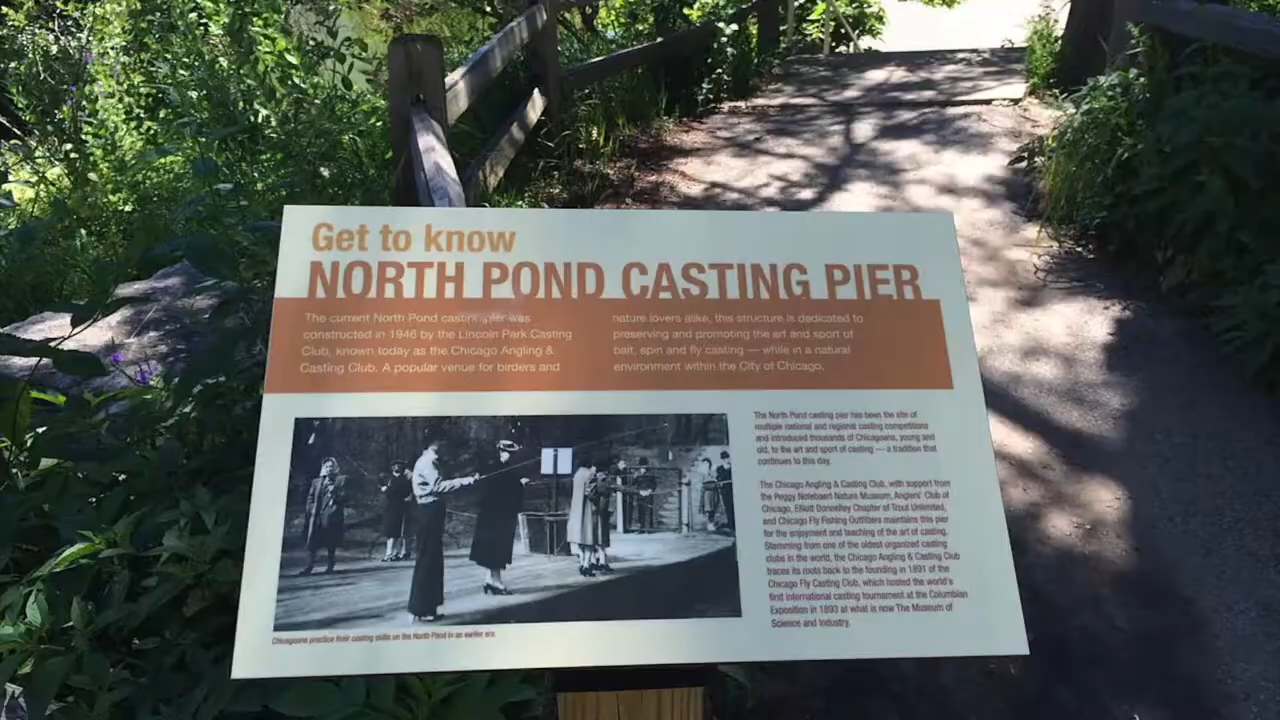 Get to know
NORTH POND CASTING PIER
The current North Pond casting pier was
constructed in 1946 by the Lincoln Park Casting
Club, known today as the Chicago Angling &
Casting Club. A popular venue for birders and
nature lovers alike, this structure is dedicated to
preserving and promoting the art and sport of
bait, spin and fly casting — while in a natural
environment within the City of Chicago.
The North Pond casting pier has been the site of
multiple national and regional casting competitions
and introduced thousands of Chicagoans, young and
old, to the art and sport of casting — a tradition that
continues to this day.
The Chicago Angling & Casting Club, with support from
the Peggy Notebaert Nature Museum, Anglers' Club of
Chicago, Elliott Donnelley Chapter of Trout Unlimited,
and Chicago Fly Fishing Outfitters maintains this pier
for the enjoyment and teaching of the art of casting.
Stemming from one of the oldest organized casting
clubs in the world, the Chicago Angling & Casting Club
traces its roots back to the founding in 1891 of the
Chicago Fly Casting Club, which hosted the world's
first international casting tournament at the Columbian
Exposition in 1893 at what is now The Museum of
Science and Industry.
Chicagoans practice their casting skills on the North Pond in an earlier era.